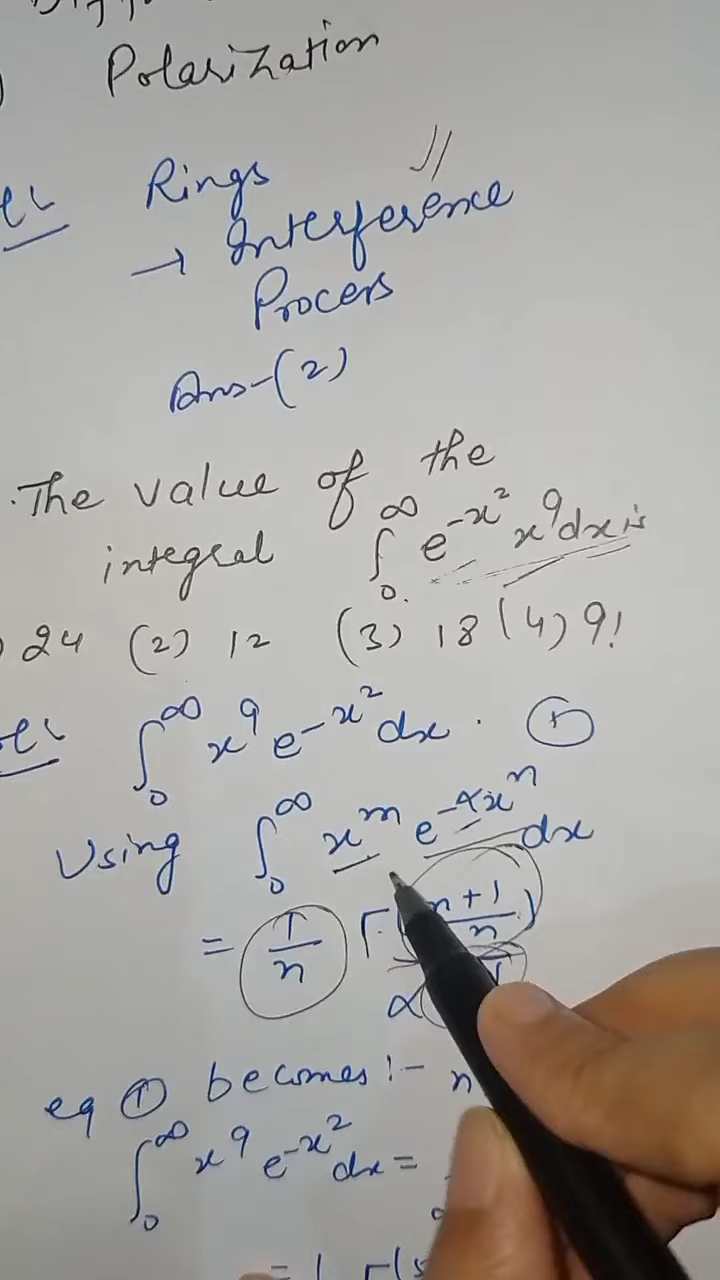 Polarization
Rings
→ Interference
Process
Ans-(2)
The value of the
integral ∫₀^∞ e^{-x²} x⁹ dx is
24 (2) 12 (3) 18 (4) 9!
∫₀^∞ x⁹ e^{-x²} dx. ①
Using ∫₀^∞ x^m e^{-αx^n} dx
= 1/n Γ( +1/n)
α
eq ① becomes :- n
∫₀^∞ x⁹ e^{-x²} dx =